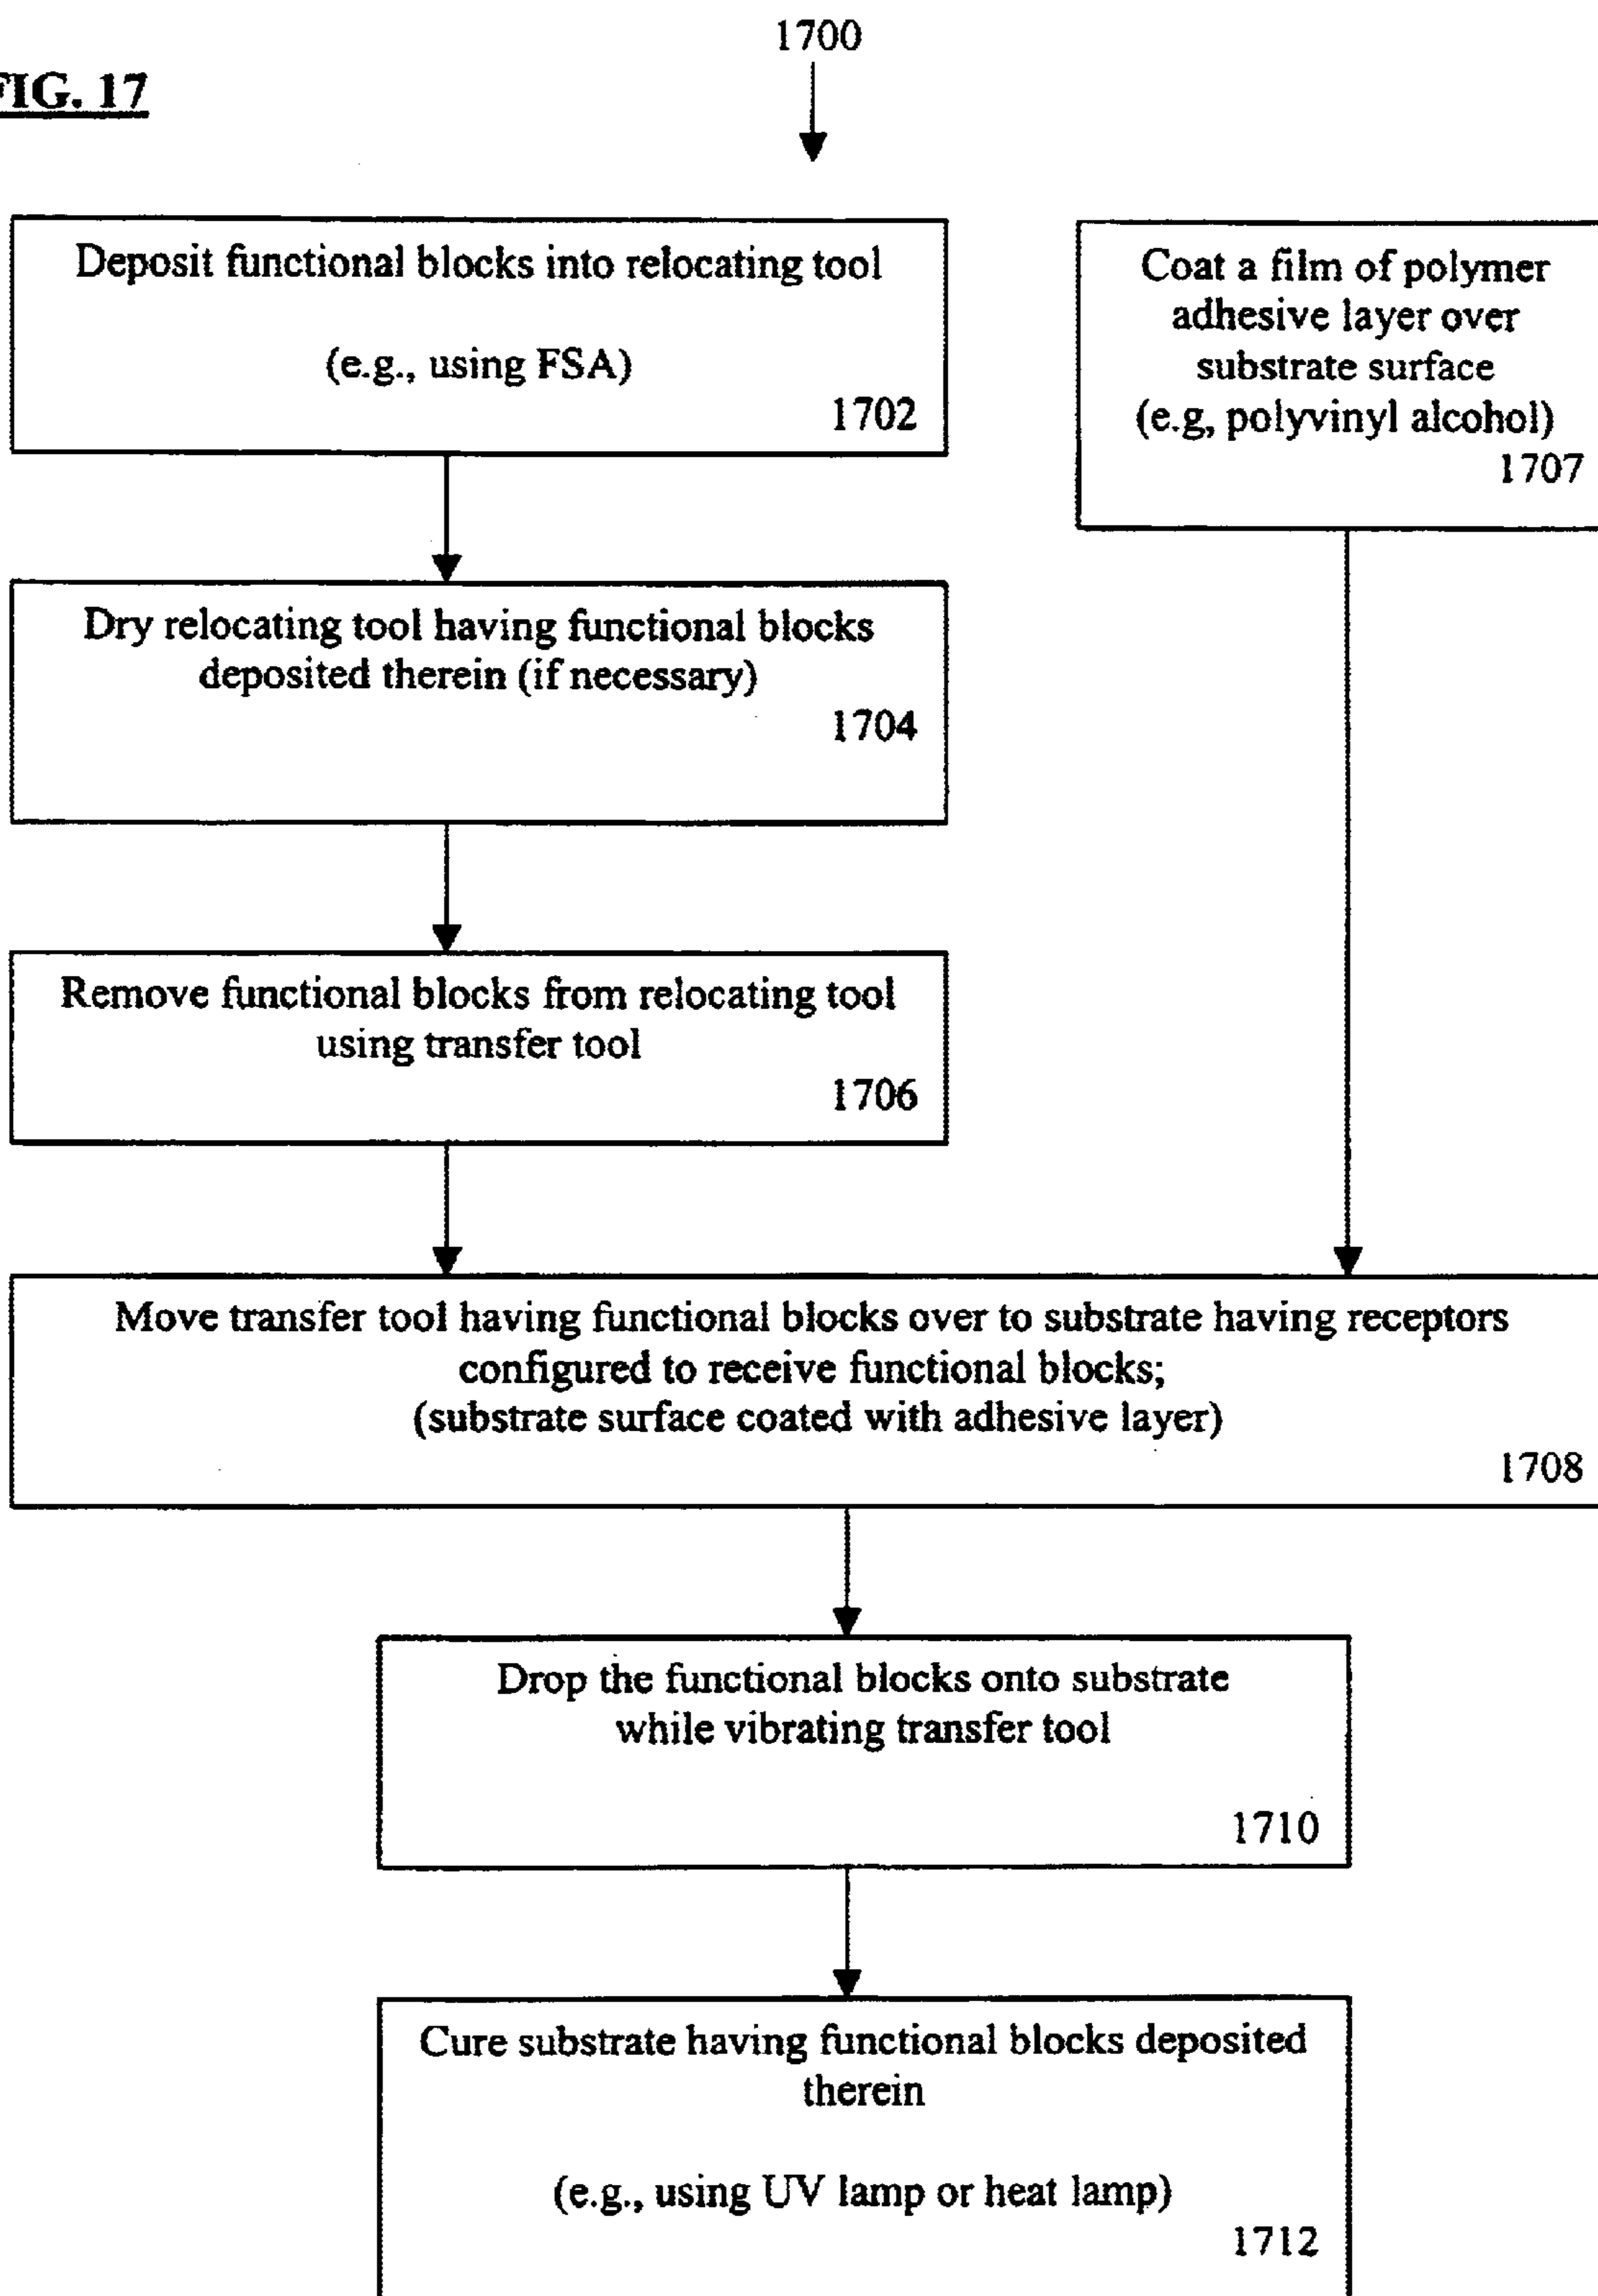 1700
FIG. 17
Deposit functional blocks into relocating tool
(e.g., using FSA)
1702
Coat a film of polymer
adhesive layer over
substrate surface
(e.g, polyvinyl alcohol)
1707
Dry relocating tool having functional blocks
deposited therein (if necessary)
1704
Remove functional blocks from relocating tool
using transfer tool
1706
Move transfer tool having functional blocks over to substrate having receptors
configured to receive functional blocks;
(substrate surface coated with adhesive layer)
1708
Drop the functional blocks onto substrate
while vibrating transfer tool
1710
Cure substrate having functional blocks deposited
therein
(e.g., using UV lamp or heat lamp)
1712